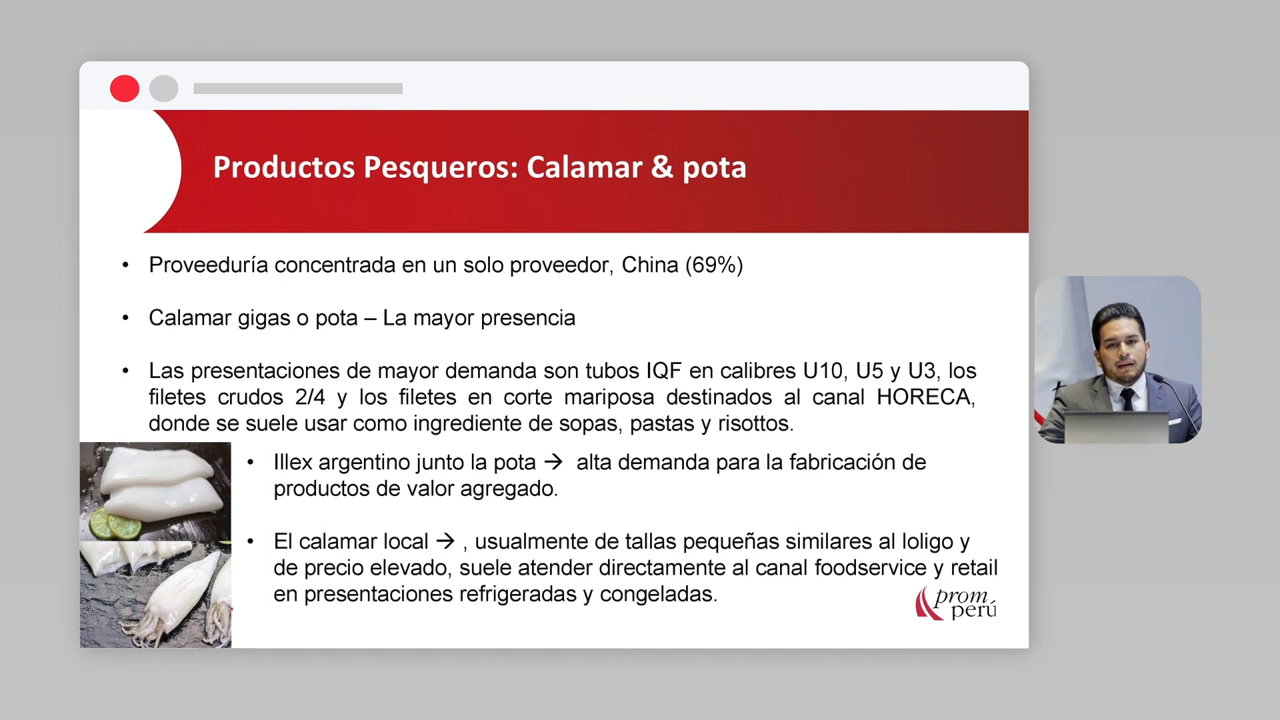 Productos Pesqueros: Calamar & pota
• Proveeduría concentrada en un solo proveedor, China (69%)
• Calamar gigas o pota – La mayor presencia
• Las presentaciones de mayor demanda son tubos IQF en calibres U10, U5 y U3, los
filetes crudos 2/4 y los filetes en corte mariposa destinados al canal HORECA,
donde se suele usar como ingrediente de sopas, pastas y risottos.
• Illex argentino junto la pota → alta demanda para la fabricación de
productos de valor agregado.
• El calamar local → , usualmente de tallas pequeñas similares al loligo y
de precio elevado, suele atender directamente al canal foodservice y retail
en presentaciones refrigeradas y congeladas.
prom
perú